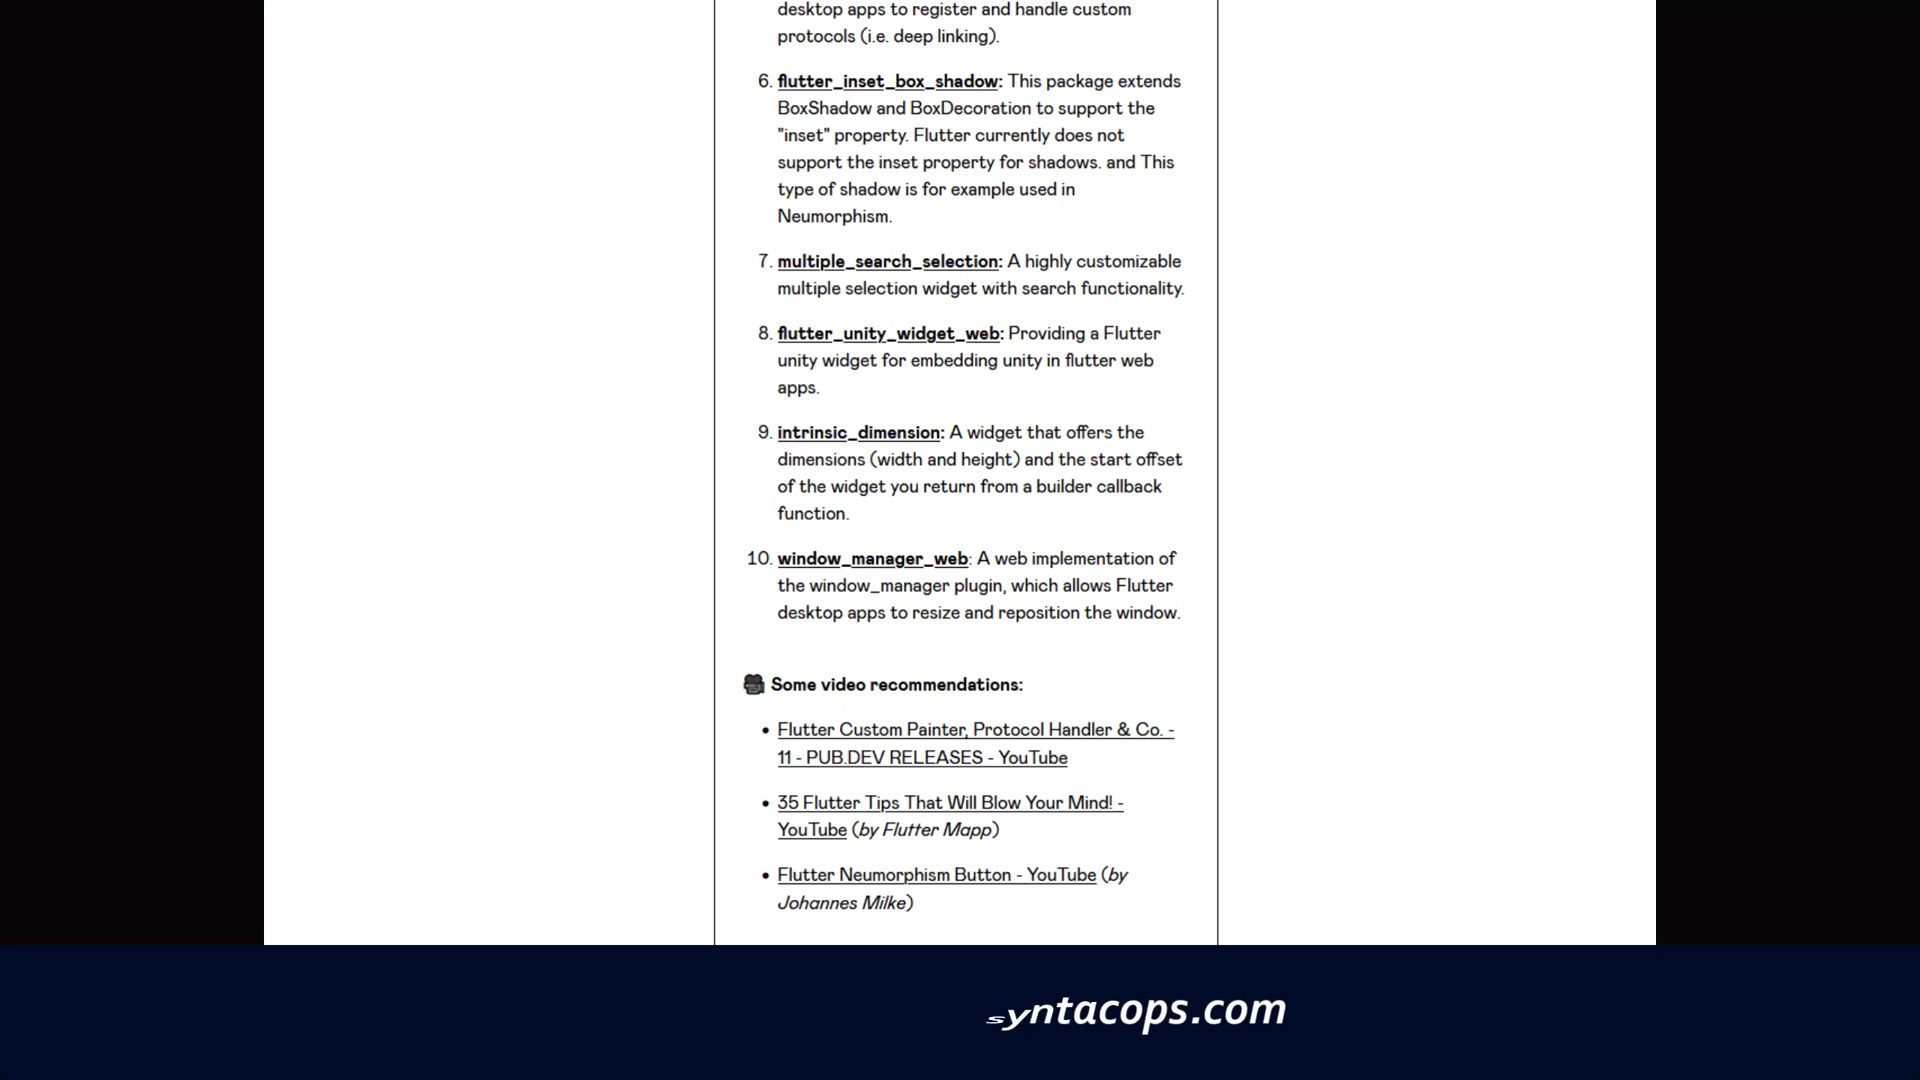 desktop apps to register and handle custom
protocols (i.e. deep linking).
6. flutter_inset_box_shadow: This package extends
BoxShadow and BoxDecoration to support the
"inset" property. Flutter currently does not
support the inset property for shadows. and This
type of shadow is for example used in
Neumorphism.
7. multiple_search_selection: A highly customizable
multiple selection widget with search functionality.
8. flutter_unity_widget_web: Providing a Flutter
unity widget for embedding unity in flutter web
apps.
9. intrinsic_dimension: A widget that offers the
dimensions (width and height) and the start offset
of the widget you return from a builder callback
function.
10. window_manager_web: A web implementation of
the window_manager plugin, which allows Flutter
desktop apps to resize and reposition the window.
Some video recommendations:
• Flutter Custom Painter, Protocol Handler & Co. -
11 - PUB.DEV RELEASES - YouTube
• 35 Flutter Tips That Will Blow Your Mind! -
YouTube (by Flutter Mapp)
• Flutter Neumorphism Button - YouTube (by
Johannes Milke)
syntacops.com